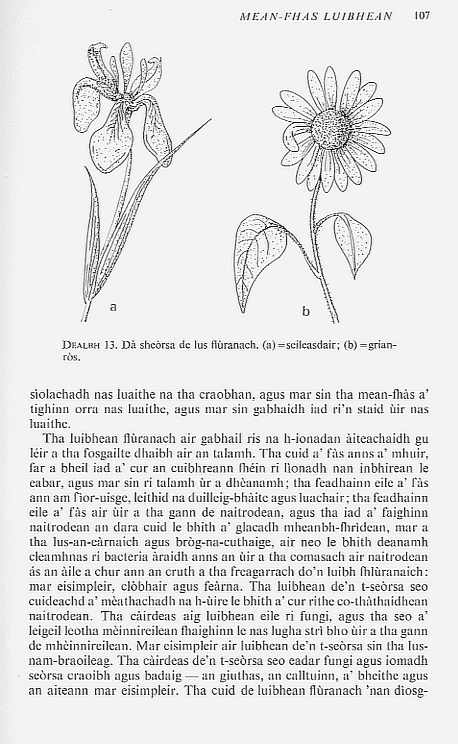 MEAN-FHAS LUIBHEAN 107
a
b
DEALBH 13. Dà sheòrsa de lus flùranach. (a)=seileasdair; (b)=grian-
ròs.
sìolachadh nas luaithe na tha craobhan, agus mar sin tha mean-fhàs a'
tighinn orra nas luaithe, agus mar sin gabhaidh iad ri'n staid ùir nas
luaithe.
Tha luibhean flùranach air gabhail ris na h-ionadan àiteachaidh gu
léir a tha fosgailte dhaibh air an talamh. Tha cuid a' fàs anns a' mhuir,
far a bheil iad a' cur an cuibhreann fhéin ri lìonadh nan inbhirean le
eabar, agus mar sin ri talamh ùr a dhèanamh; tha feadhainn eile a' fàs
ann am fìor-uisge, leithid na duilleig-bhàite agus luachair; tha feadhainn
eile a' fàs air ùir a tha gann de naitrodean, agus tha iad a' faighinn
naitrodean an dara cuid le bhith a' glacadh mheanbh-fhrìdean, mar a
tha lus-an-eàrnaich agus bròg-na-cuthaige, air neo le bhith deanamh
cleamhnas ri bacteria àraidh anns an ùir a tha comasach air naitrodean
ás an àile a chur ann an cruth a tha freagarrach do'n luibh fhlùranaich:
mar eisimpleir, clòbhair agus feàrna. Tha luibhean de'n t-seòrsa seo
cuideachd a' mèathachadh na h-ùire le bhith a' cur rithe co-thàthaidhean
naitrodean. Tha càirdeas aig luibhean eile ri fungi, agus tha seo a'
leigeil leotha mèinnireilean fhaighinn le nas lugha strì bho ùir a tha gann
de mhèinnireilean. Mar eisimpleir air luibhean de'n t-seòrsa sin tha lus-
nam-braoileag. Tha càirdeas de'n t-seòrsa seo eadar fungi agus iomadh
seòrsa craoibh agus badaig — an giuthas, an calltuinn, a' bheithe agus
an aiteann mar eisimpleir. Tha cuid de luibhean flùranach 'nan dìosg-